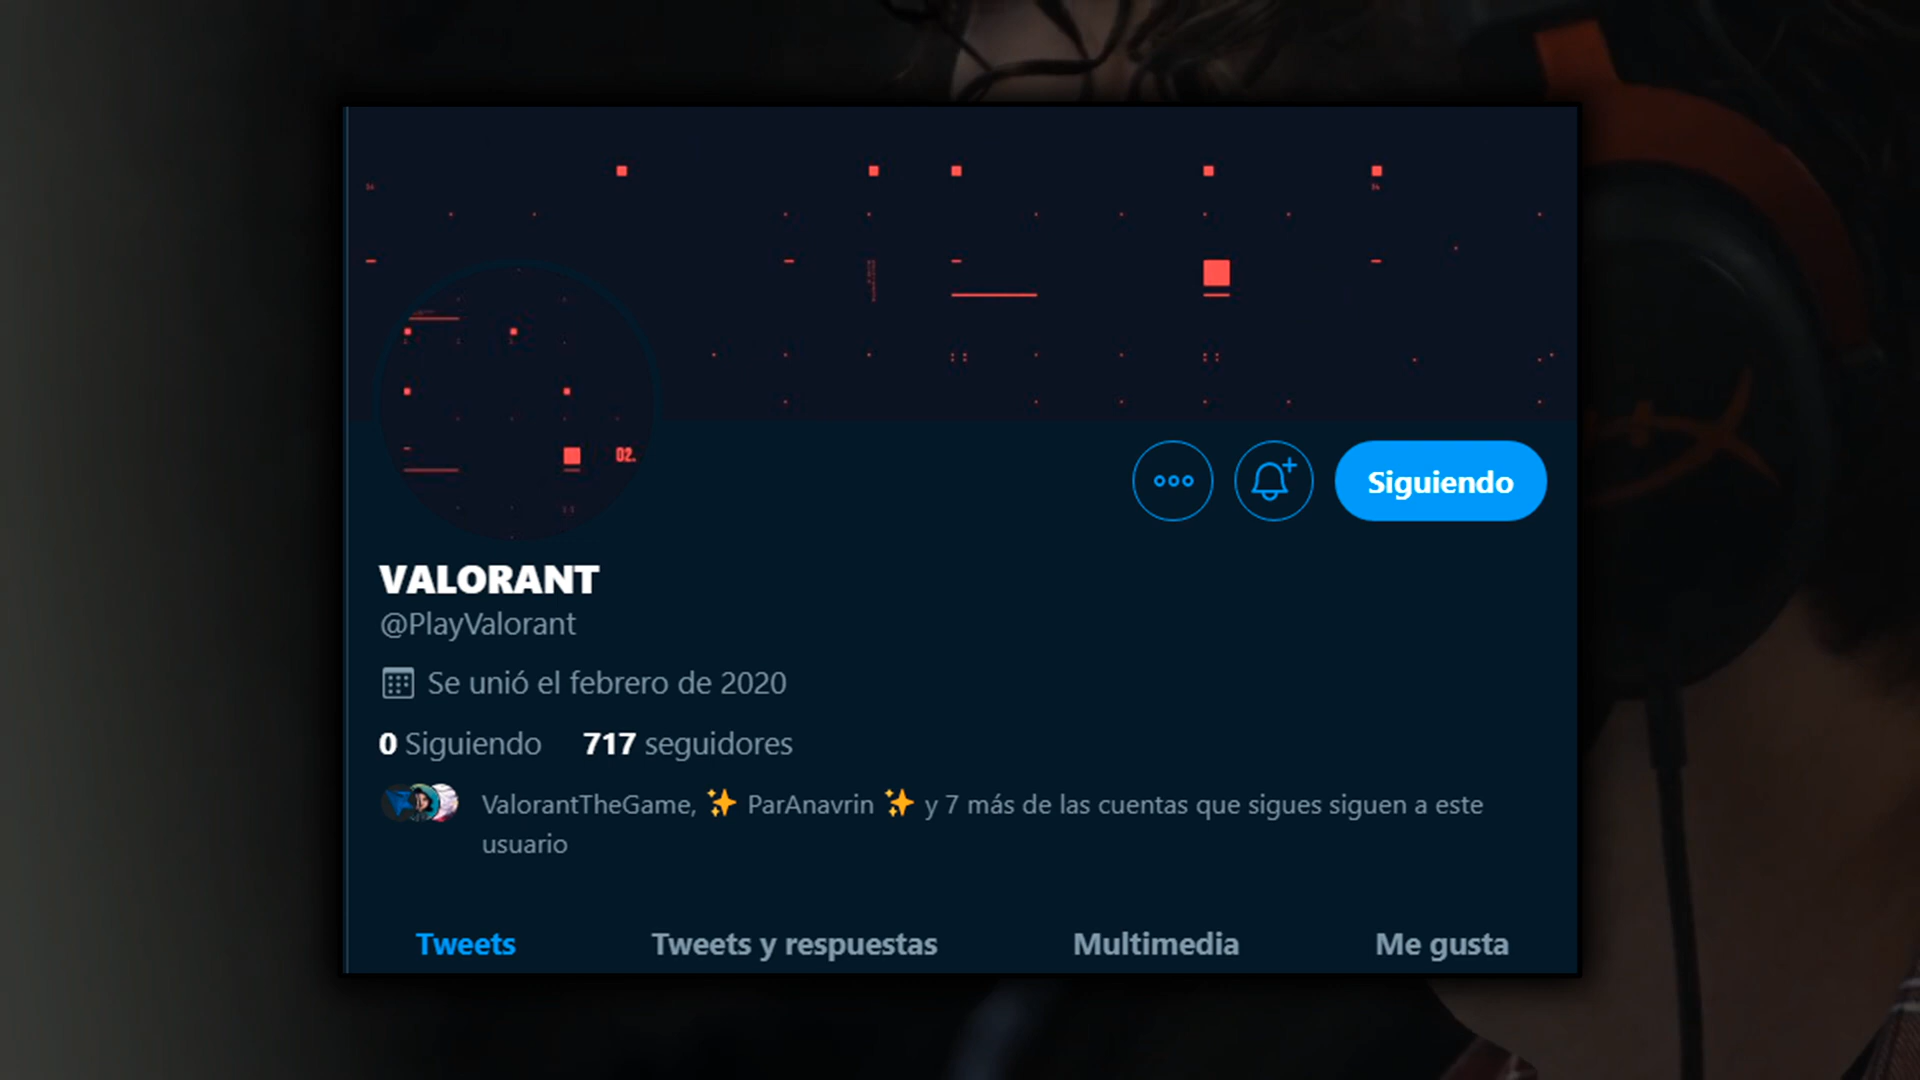 02.
Siguiendo
VALORANT
@PlayValorant
Se unió el febrero de 2020
0 Siguiendo 717 seguidores
ValorantTheGame, ✨ ParAnavrin ✨ y 7 más de las cuentas que sigues siguen a este
usuario
Tweets Tweets y respuestas Multimedia Me gusta